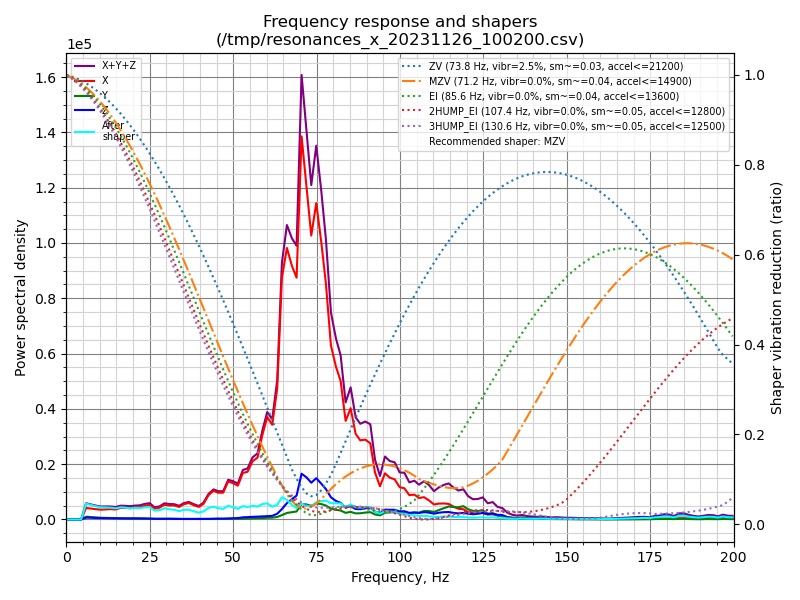 Frequency response and shapers
(/tmp/resonances_x_20231126_100200.csv)
1e5
X+Y+Z
X
Y
Z
After
shaper
ZV (73.8 Hz, vibr=2.5%, sm~=0.03, accel<=21200)
MZV (71.2 Hz, vibr=0.0%, sm~=0.04, accel<=14900)
EI (85.6 Hz, vibr=0.0%, sm~=0.04, accel<=13600)
2HUMP_EI (107.4 Hz, vibr=0.0%, sm~=0.05, accel<=12800)
3HUMP_EI (130.6 Hz, vibr=0.0%, sm~=0.05, accel<=12500)
Recommended shaper: MZV
Power spectral density
1.6
1.4
1.2
1.0
0.8
0.6
0.4
0.2
0.0
1.0
0.8
0.6
0.4
0.2
0.0
Shaper vibration reduction (ratio)
0 25 50 75 100 125 150 175 200
Frequency, Hz